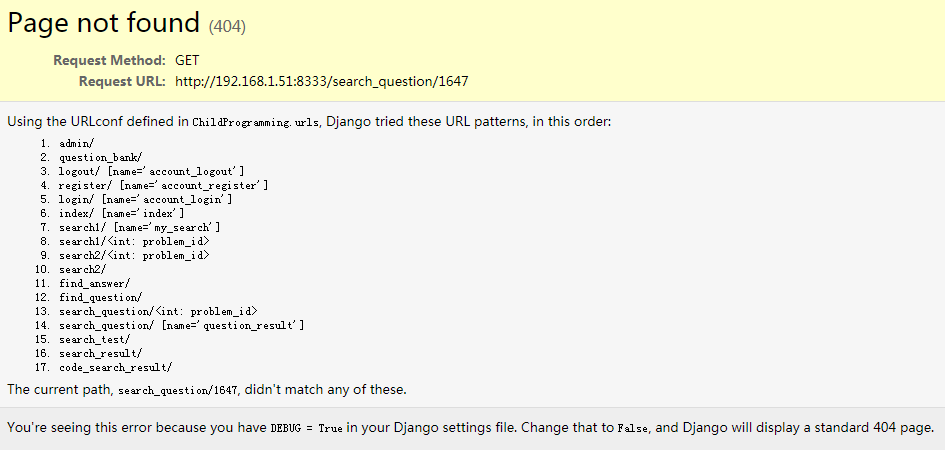 Page not found (404)
Request Method: GET
Request URL: http://192.168.1.51:8333/search_question/1647
Using the URLconf defined in ChildProgramming.urls, Django tried these URL patterns, in this order:
1. admin/
2. question_bank/
3. logout/ [name='account_logout']
4. register/ [name='account_register']
5. login/ [name='account_login']
6. index/ [name='index']
7. search1/ [name='my_search']
8. search1/<int: problem_id>
9. search2/<int: problem_id>
10. search2/
11. find_answer/
12. find_question/
13. search_question/<int: problem_id>
14. search_question/ [name='question_result']
15. search_test/
16. search_result/
17. code_search_result/
The current path, search_question/1647, didn't match any of these.
You're seeing this error because you have DEBUG = True in your Django settings file. Change that to False, and Django will display a standard 404 page.